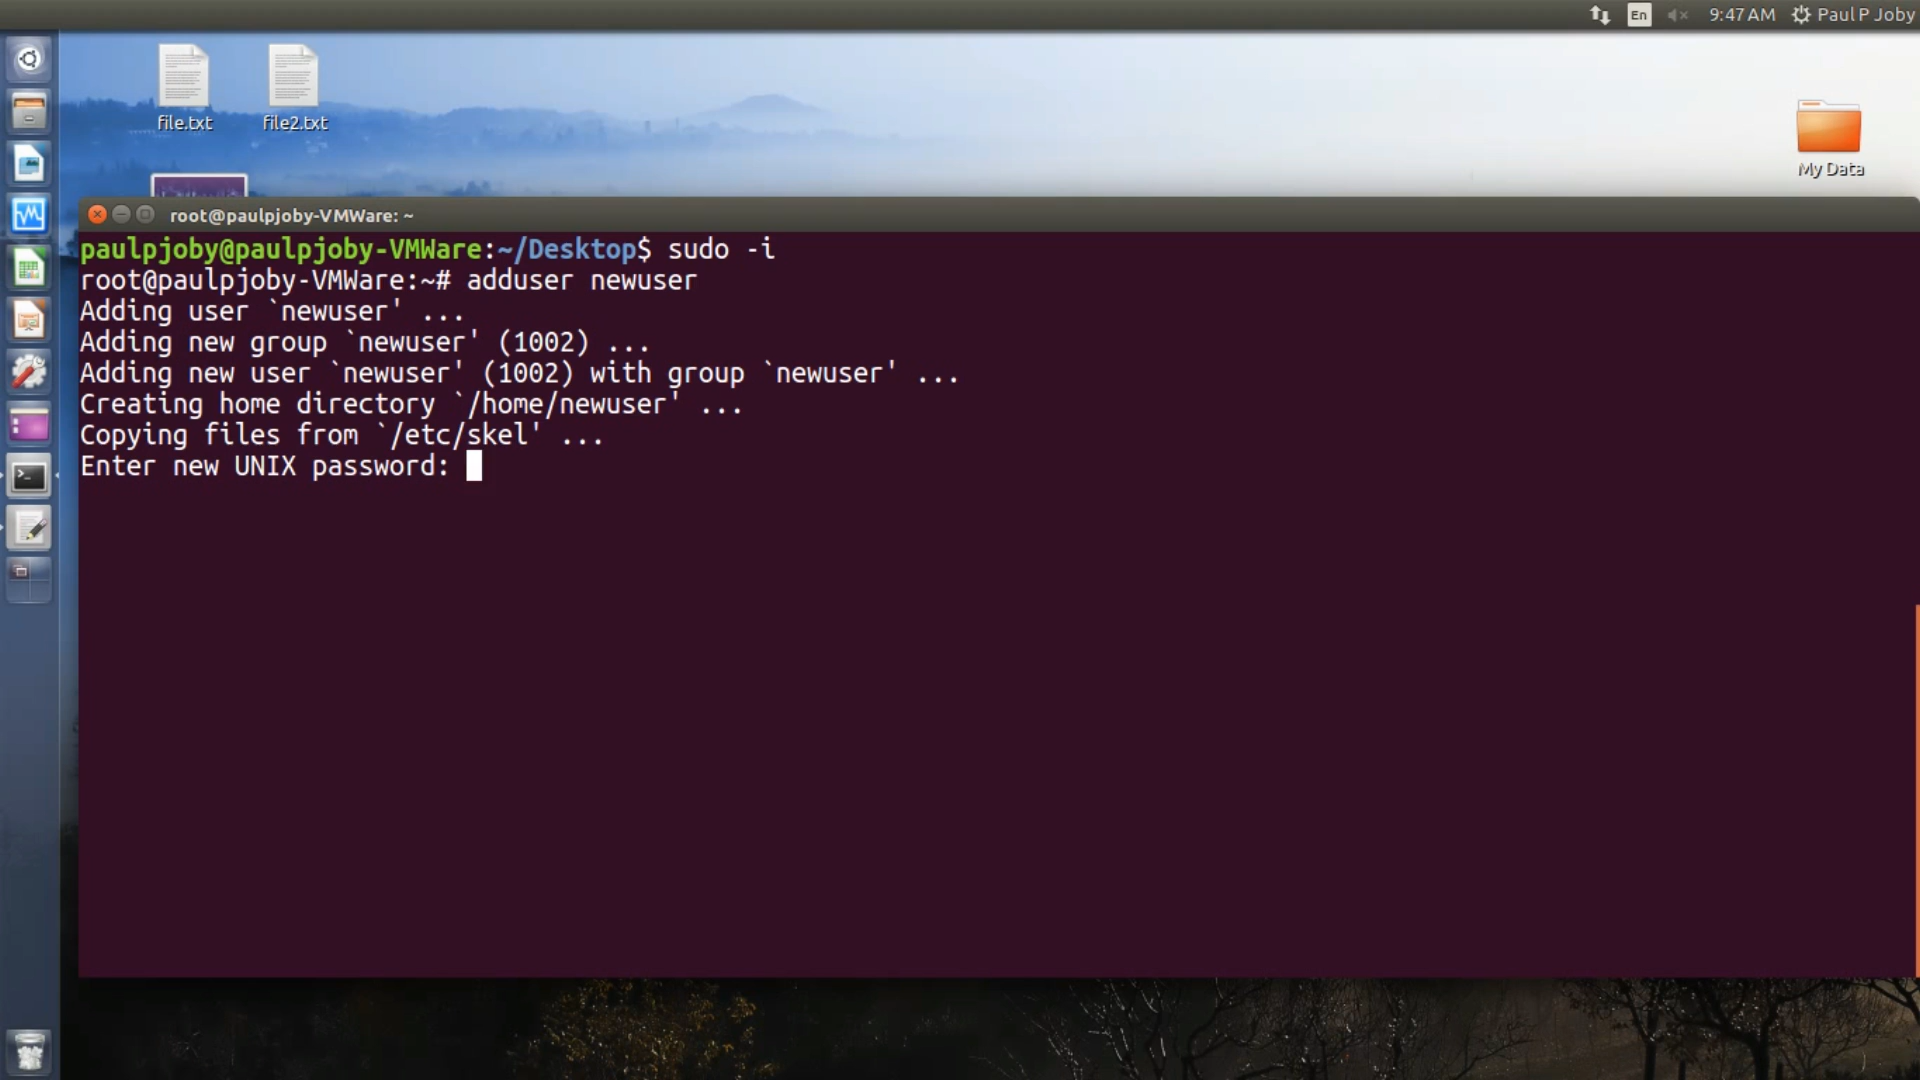 En 9:47 AM Paul P Joby
file.txt file2.txt
My Data
root@paulpjoby-VMWare: ~
paulpjoby@paulpjoby-VMWare:~/Desktop$ sudo -i
root@paulpjoby-VMWare:~# adduser newuser
Adding user `newuser' ...
Adding new group `newuser' (1002) ...
Adding new user `newuser' (1002) with group `newuser' ...
Creating home directory `/home/newuser' ...
Copying files from `/etc/skel' ...
Enter new UNIX password: